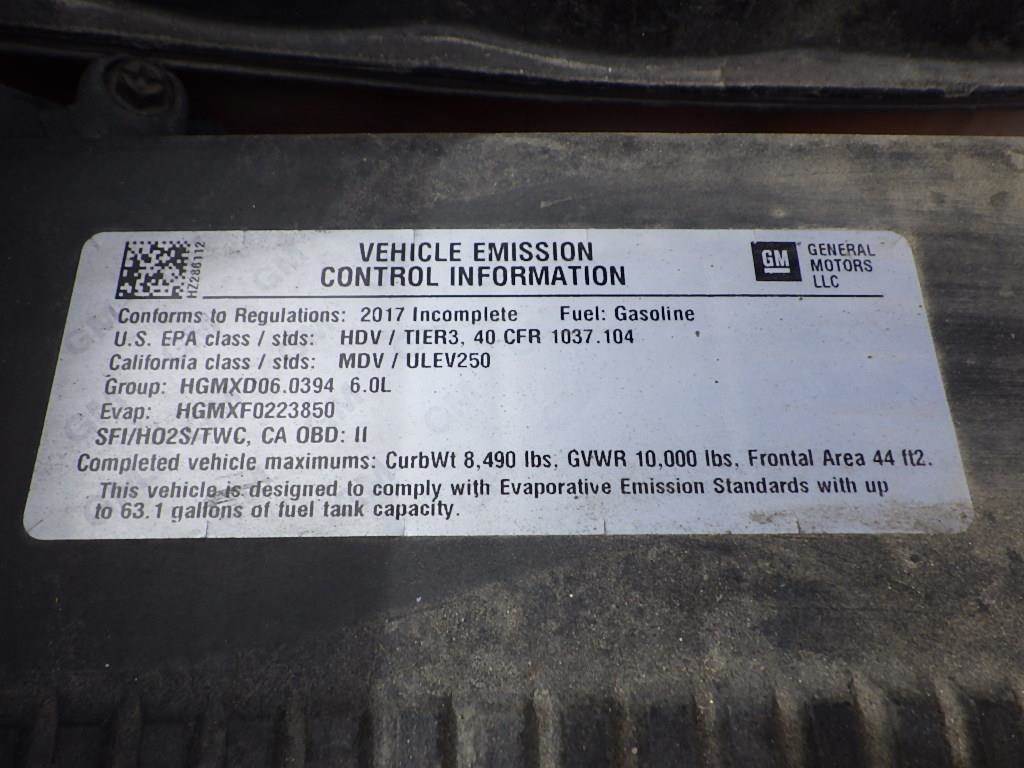 VEHICLE EMISSION
CONTROL INFORMATION
GM
GENERAL
MOTORS
LLC
HZ286112
Conforms to Regulations: 2017 Incomplete Fuel: Gasoline
U.S. EPA class / stds: HDV / TIER3, 40 CFR 1037.104
California class / stds: MDV / ULEV250
Group: HGMXD06.0394 6.0L
Evap: HGMXF0223850
SFI/HO2S/TWC, CA OBD: II
Completed vehicle maximums: CurbWt 8,490 lbs, GVWR 10,000 lbs, Frontal Area 44 ft2.
This vehicle is designed to comply with Evaporative Emission Standards with up
to 63.1 gallons of fuel tank capacity.